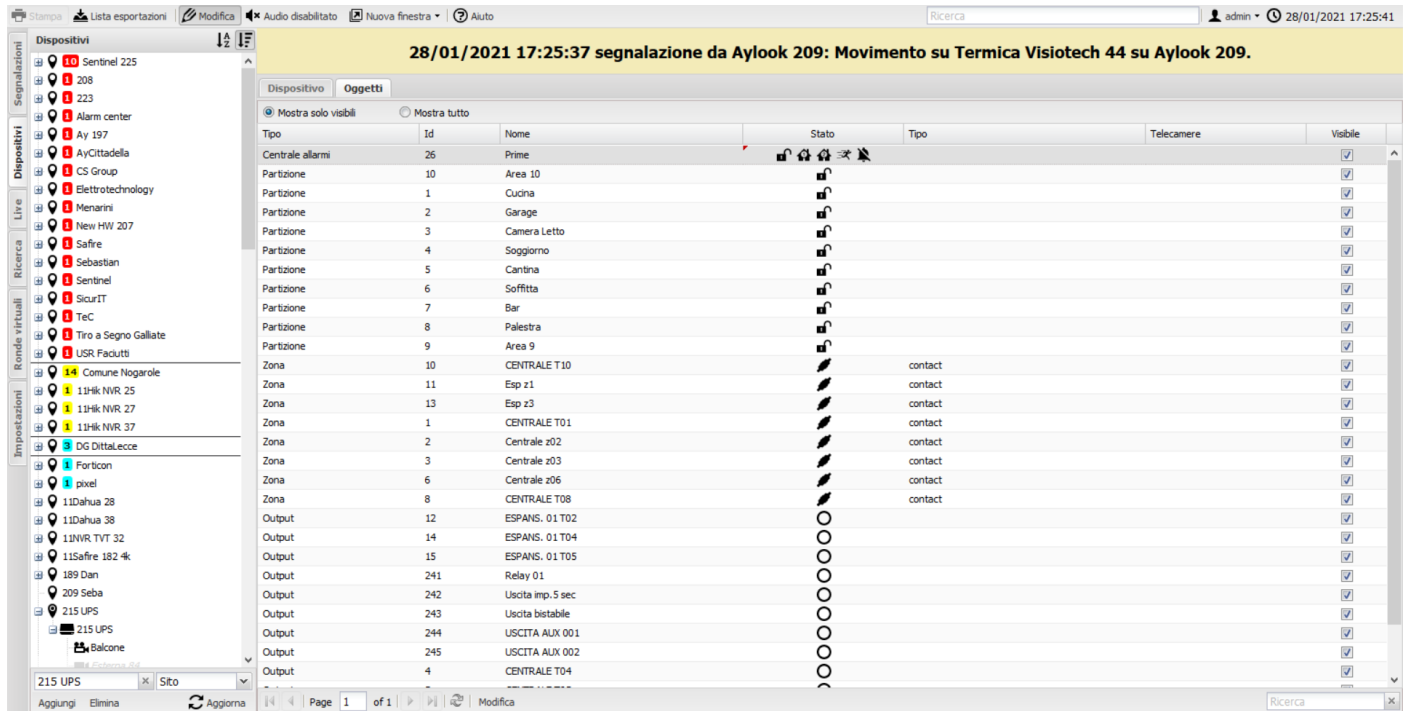 Stampa Lista esportazioni Modifica Audio disabilitato Nuova finestra Aiuto Ricerca admin 28/01/2021 17:25:41
Segnalazioni
Dispositivi
Live
Ricerca
Ronde virtuali
Impostazioni
Dispositivi
10 Sentinel 225
1 208
1 223
1 Alarm center
1 Ay 197
1 AyCittadella
1 CS Group
1 Elettrotechnology
1 Menarini
1 New HW 207
1 Safire
1 Sebastian
1 Sentinel
1 SicurIT
1 TeC
1 Tiro a Segno Galliate
1 USR Faciutti
14 Comune Nogarole
1 11Hik NVR 25
1 11Hik NVR 27
1 11Hik NVR 37
3 DG DittaLecce
1 Forticon
1 pixel
11Dahua 28
11Dahua 38
11NVR TVT 32
11Safire 182 4k
189 Dan
209 Seba
215 UPS
215 UPS
Balcone
Esterna 84
215 UPS Sito
Aggiungi Elimina Aggiorna
28/01/2021 17:25:37 segnalazione da Aylook 209: Movimento su Termica Visiotech 44 su Aylook 209.
Dispositivo Oggetti
Mostra solo visibili Mostra tutto
Tipo Id Nome Stato Tipo Telecamere Visibile
Centrale allarmi 26 Prime
Partizione 10 Area 10
Partizione 1 Cucina
Partizione 2 Garage
Partizione 3 Camera Letto
Partizione 4 Soggiorno
Partizione 5 Cantina
Partizione 6 Soffitta
Partizione 7 Bar
Partizione 8 Palestra
Partizione 9 Area 9
Zona 10 CENTRALE T10 contact
Zona 11 Esp z1 contact
Zona 13 Esp z3 contact
Zona 1 CENTRALE T01 contact
Zona 2 Centrale z02 contact
Zona 3 Centrale z03 contact
Zona 6 Centrale z06 contact
Zona 8 CENTRALE T08 contact
Output 12 ESPANS. 01 T02
Output 14 ESPANS. 01 T04
Output 15 ESPANS. 01 T05
Output 241 Relay 01
Output 242 Uscita imp.5 sec
Output 243 Uscita bistabile
Output 244 USCITA AUX 001
Output 245 USCITA AUX 002
Output 4 CENTRALE T04
Page 1 of 1 Modifica Ricerca